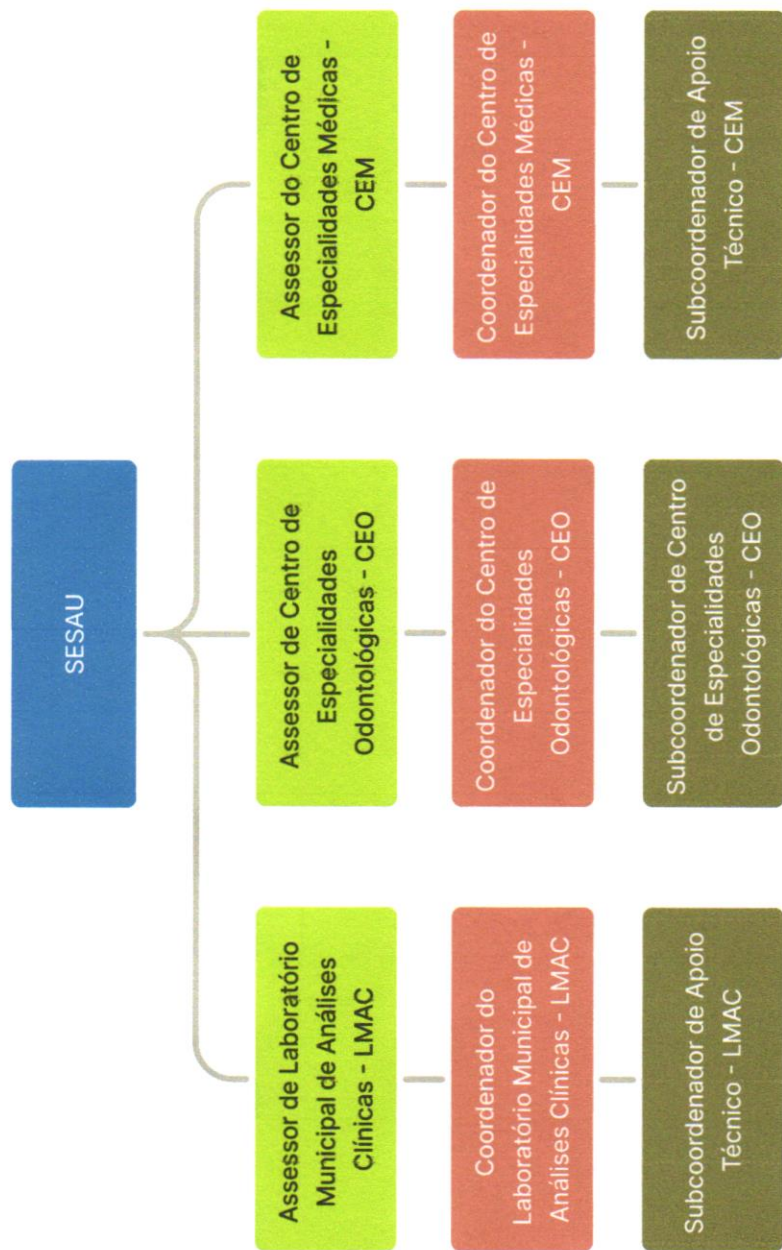 SESAU
Assessor de Laboratório
Municipal de Análises
Clínicas - LMAC
Assessor de Centro de
Especialidades
Odontológicas - CEO
Assessor do Centro de
Especialidades Médicas -
CEM
Coordenador do
Laboratório Municipal de
Análises Clínicas - LMAC
Coordenador do Centro de
Especialidades
Odontológicas - CEO
Coordenador do Centro de
Especialidades Médicas -
CEM
Subcoordenador de Apoio
Técnico - LMAC
Subcoordenador de Centro
de Especialidades
Odontológicas - CEO
Subcoordenador de Apoio
Técnico - CEM